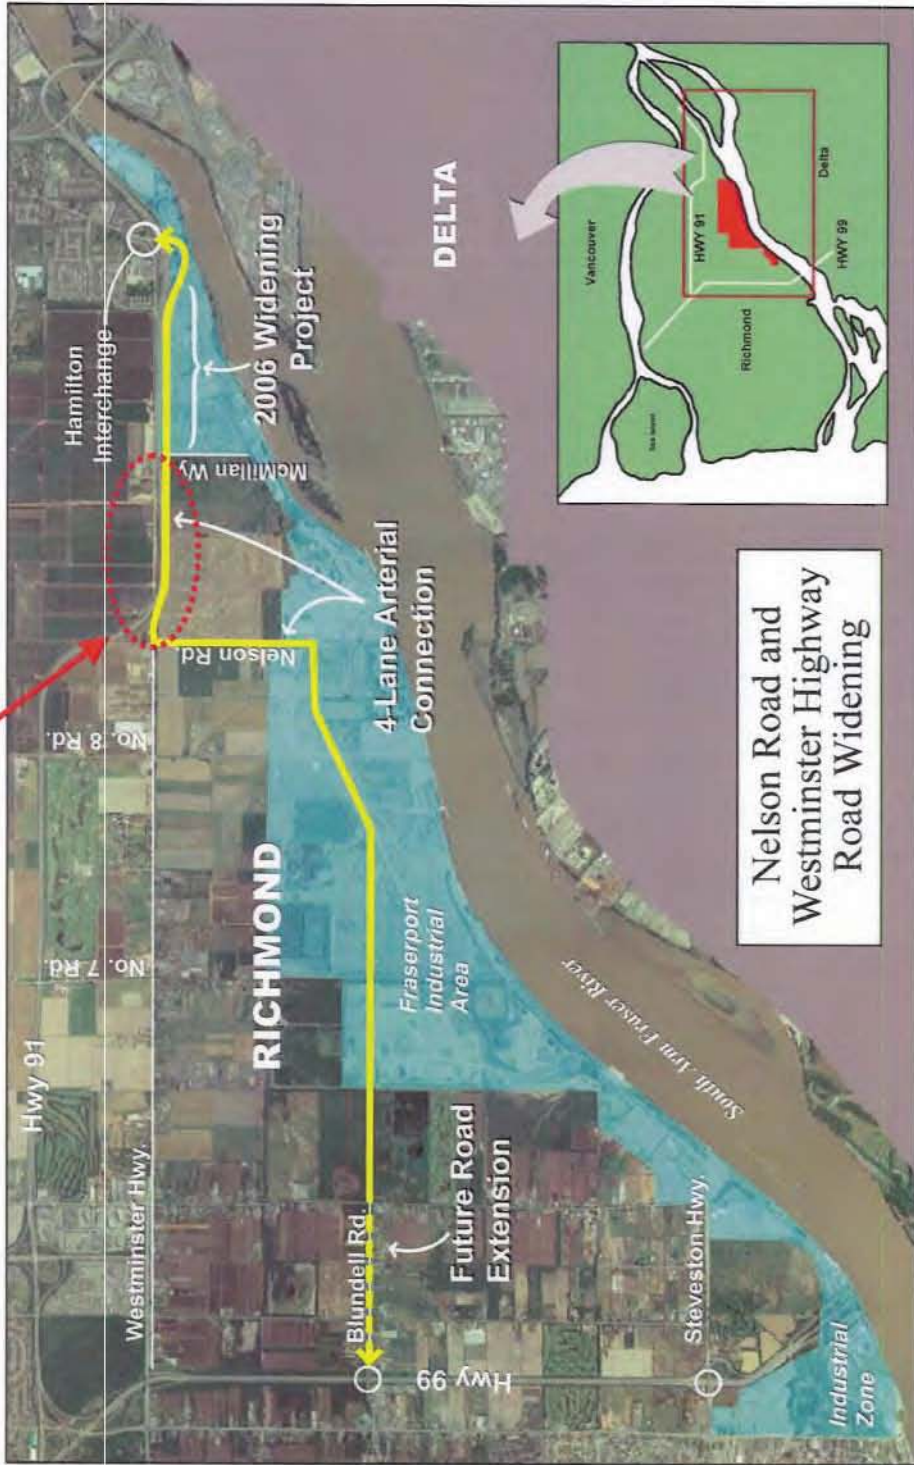 Hwy 91
Westminster Hwy.
No. 7 Rd.
No. 8 Rd.
Hamilton
Interchange
RICHMOND
Nelson Rd.
McMillan Wy
2006 Widening
Project
4-Lane Arterial
Connection
Blundell Rd.
Future Road
Extension
Fraserport
Industrial
Area
Hwy 99
Steveston Hwy.
Industrial
Zone
South Arm Fraser River
DELTA
Nelson Road and
Westminster Highway
Road Widening
Vancouver
HWY 91
Richmond
HWY 99
Delta